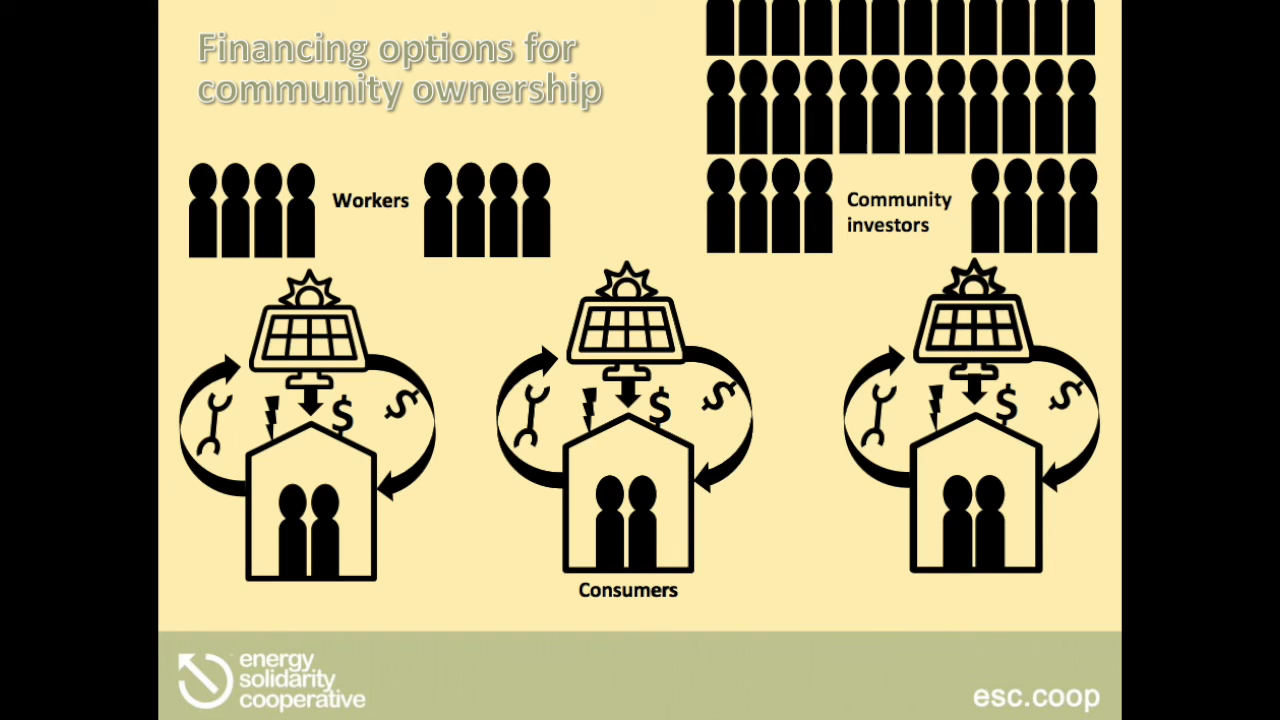 Financing options for
community ownership
Workers
Community
investors
$
$
$
$
$
$
Consumers
energy
solidarity
cooperative
esc.coop